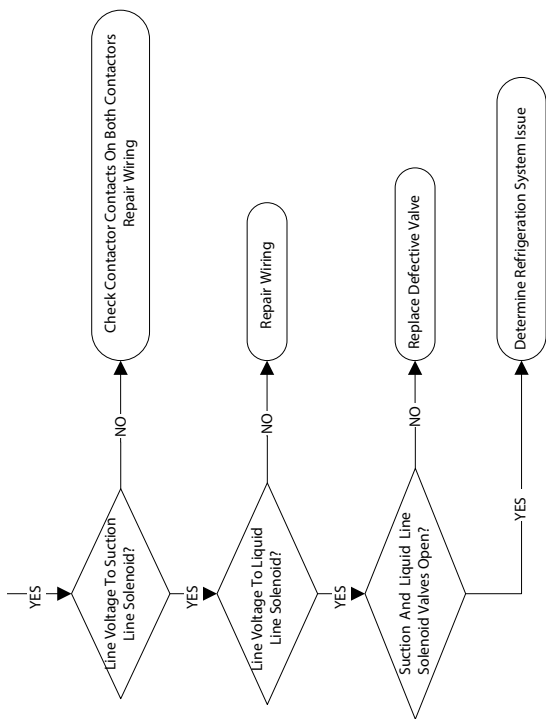 YES
Line Voltage To Suction
Line Solenoid?
NO
Check Contactor Contacts On Both Contactors
Repair Wiring
YES
Line Voltage To Liquid
Line Solenoid?
NO
Repair Wiring
YES
Suction And Liquid Line
Solenoid Valves Open?
NO
Replace Defective Valve
YES
Determine Refrigeration System Issue